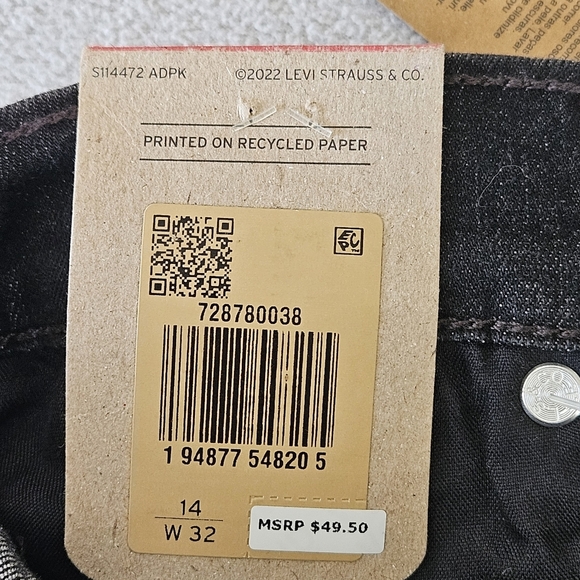 S114472 ADPK
©2022 LEVI STRAUSS & CO.
PRINTED ON RECYCLED PAPER
EPC
728780038
1 94877 54820 5
14
W 32
MSRP $49.50